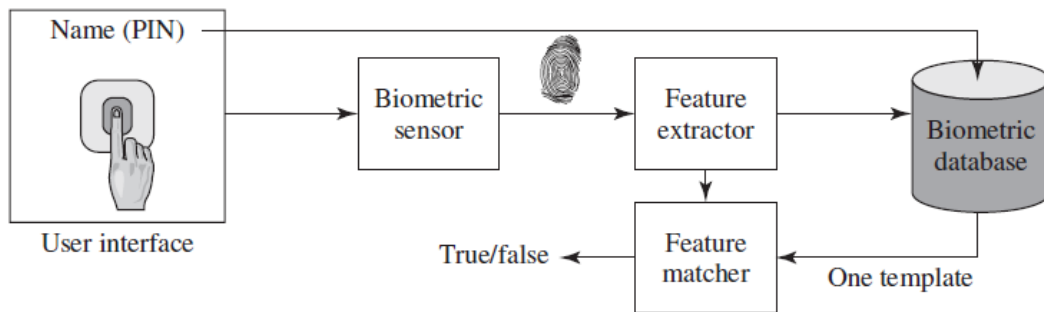 Name (PIN)
Biometric
sensor
Feature
extractor
Biometric
database
User interface
True/false
Feature
matcher
One template